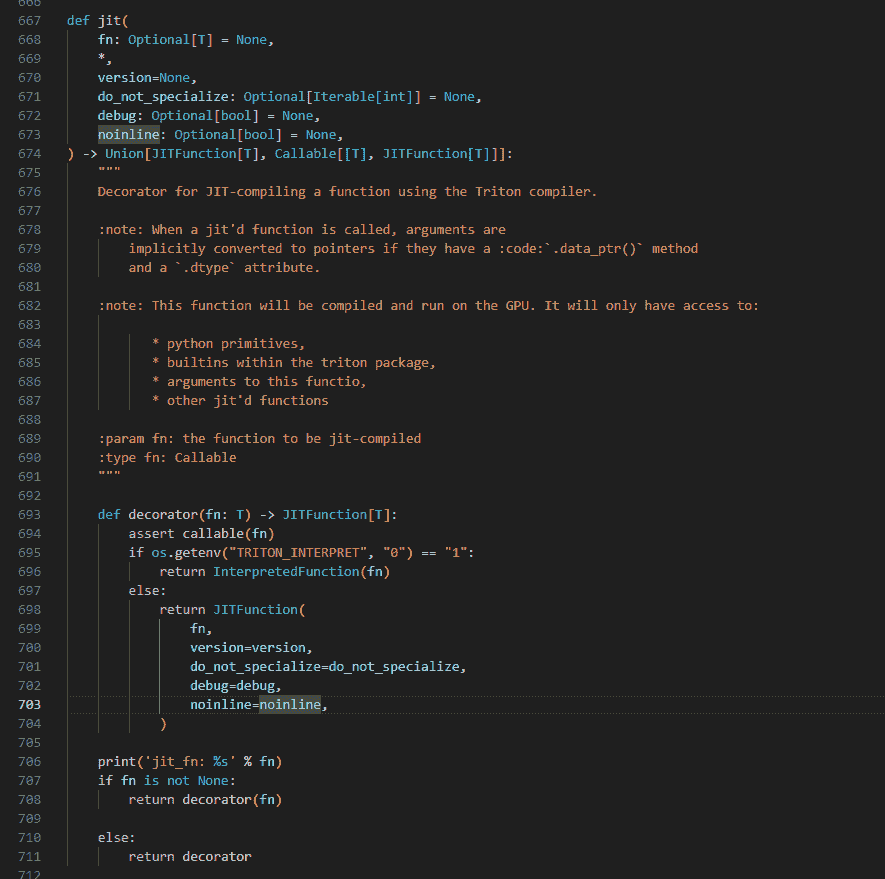 666
667 def jit(
668     fn: Optional[T] = None,
669     *,
670     version=None,
671     do_not_specialize: Optional[Iterable[int]] = None,
672     debug: Optional[bool] = None,
673     noinline: Optional[bool] = None,
674 ) -> Union[JITFunction[T], Callable[[T], JITFunction[T]]]:
675     """
676     Decorator for JIT-compiling a function using the Triton compiler.
677
678     :note: When a jit'd function is called, arguments are
679         implicitly converted to pointers if they have a :code:`.data_ptr()` method
680         and a `.dtype` attribute.
681
682     :note: This function will be compiled and run on the GPU. It will only have access to:
683
684            * python primitives,
685            * builtins within the triton package,
686            * arguments to this functio,
687            * other jit'd functions
688
689     :param fn: the function to be jit-compiled
690     :type fn: Callable
691     """
692
693     def decorator(fn: T) -> JITFunction[T]:
694         assert callable(fn)
695         if os.getenv("TRITON_INTERPRET", "0") == "1":
696             return InterpretedFunction(fn)
697         else:
698             return JITFunction(
699                 fn,
700                 version=version,
701                 do_not_specialize=do_not_specialize,
702                 debug=debug,
703                 noinline=noinline,
704             )
705
706     print('jit_fn: %s' % fn)
707     if fn is not None:
708         return decorator(fn)
709
710     else:
711         return decorator
712